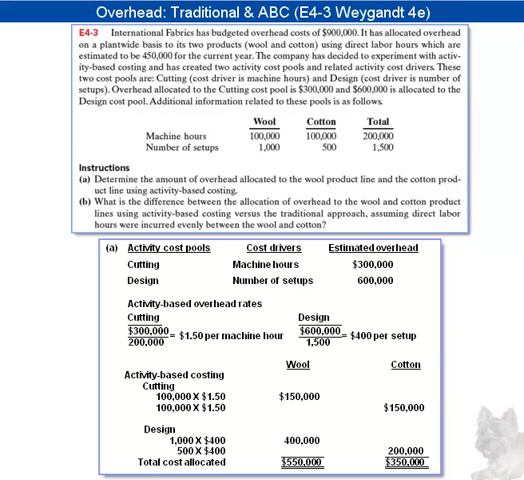 Overhead: Traditional & ABC (E4-3 Weygandt 4e)
E4-3 International Fabrics has budgeted overhead costs of $900,000. It has allocated overhead
on a plantwide basis to its two products (wool and cotton) using direct labor hours which are
estimated to be 450,000 for the current year. The company has decided to experiment with activ-
ity-based costing and has created two activity cost pools and related activity cost drivers. These
two cost pools are: Cutting (cost driver is machine hours) and Design (cost driver is number of
setups). Overhead allocated to the Cutting cost pool is $300,000 and $600,000 is allocated to the
Design cost pool. Additional information related to these pools is as follows.
Wool Cotton Total
Machine hours 100,000 100,000 200,000
Number of setups 1,000 500 1,500
Instructions
(a) Determine the amount of overhead allocated to the wool product line and the cotton prod-
uct line using activity-based costing.
(b) What is the difference between the allocation of overhead to the wool and cotton product
lines using activity-based costing versus the traditional approach, assuming direct labor
hours were incurred evenly between the wool and cotton?
(a) Activity cost pools Cost drivers Estimated overhead
Cutting Machine hours $300,000
Design Number of setups 600,000
Activity-based overhead rates
Cutting Design
$300,000 = $1.50 per machine hour $600,000 = $400 per setup
200,000 1,500
Wool Cotton
Activity-based costing
Cutting
100,000 X $1.50 $150,000
100,000 X $1.50 $150,000
Design
1,000 X $400 400,000
500 X $400 200,000
Total cost allocated $550,000 $350,000